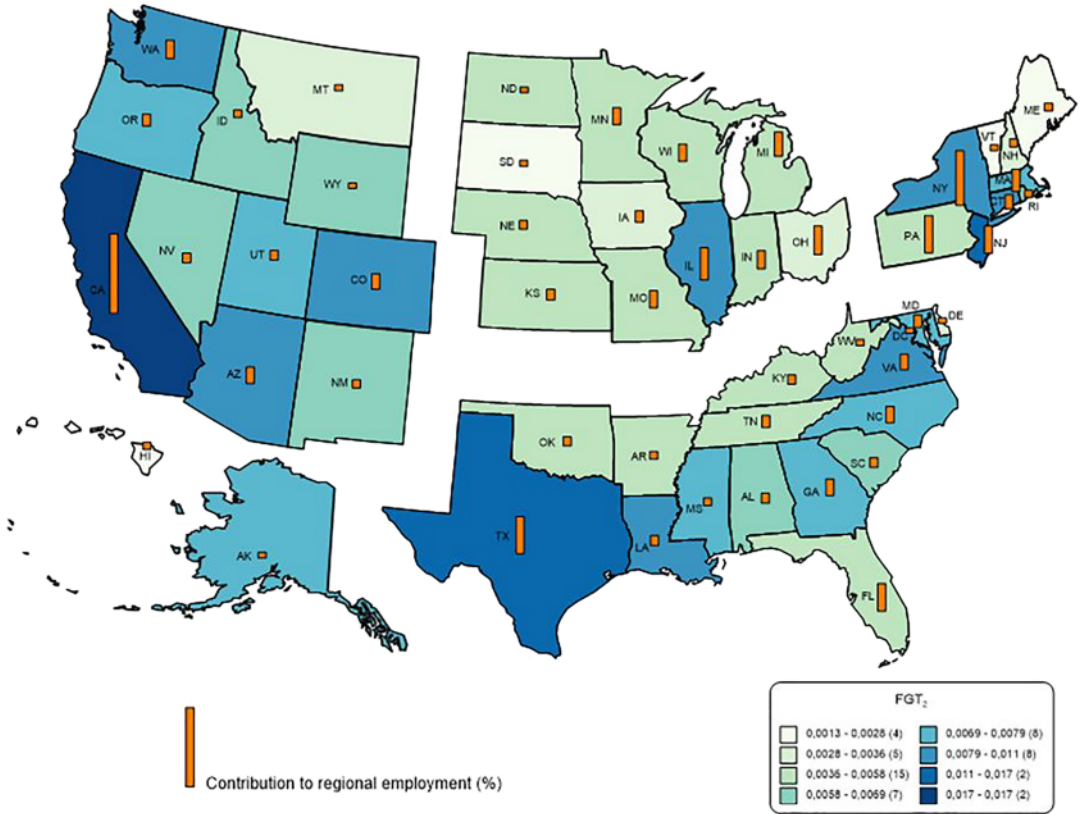 WA
MT
ND
MN
ME
VT
NH
OR
ID
WI
MI
SD
WY
NY
MA
CT
RI
NE
IA
PA
NJ
NV
UT
CO
IL
IN
OH
CA
KS
MO
MD
DE
DC
WV
VA
AZ
NM
KY
NC
TN
OK
AR
SC
HI
MS
AL
GA
TX
LA
AK
FL
FGT₂
0,0013 - 0,0028 (4)
0,0069 - 0,0079 (8)
0,0028 - 0,0036 (5)
0,0079 - 0,011 (8)
0,0036 - 0,0058 (15)
0,011 - 0,017 (2)
0,0058 - 0,0069 (7)
0,017 - 0,017 (2)
Contribution to regional employment (%)